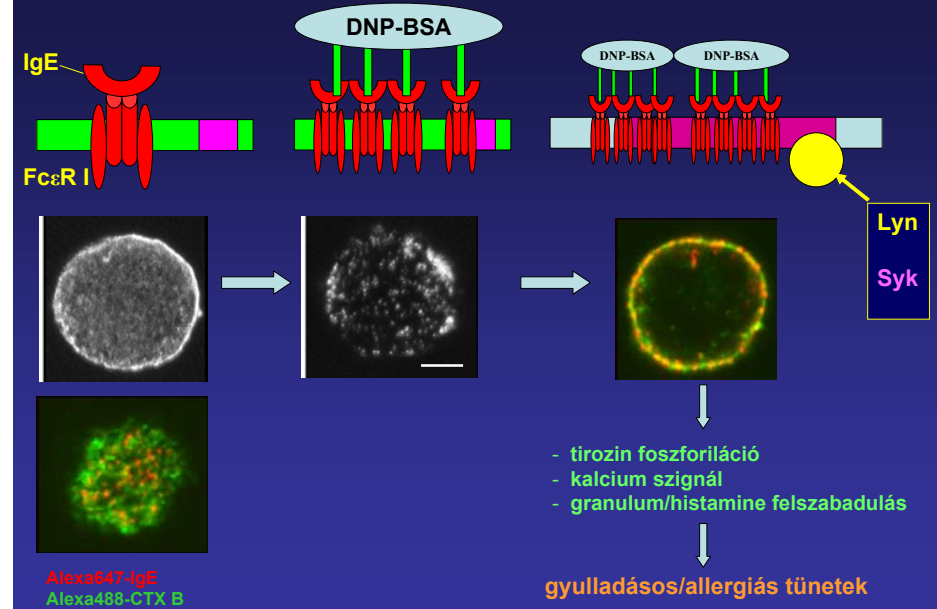 IgE
FcεR I
DNP-BSA
DNP-BSA
DNP-BSA
Lyn
Syk
- tirozin foszforiláció
- kalcium szignál
- granulum/histamine felszabadulás
gyulladásos/allergiás tünetek
Alexa647-IgE
Alexa488-CTX B